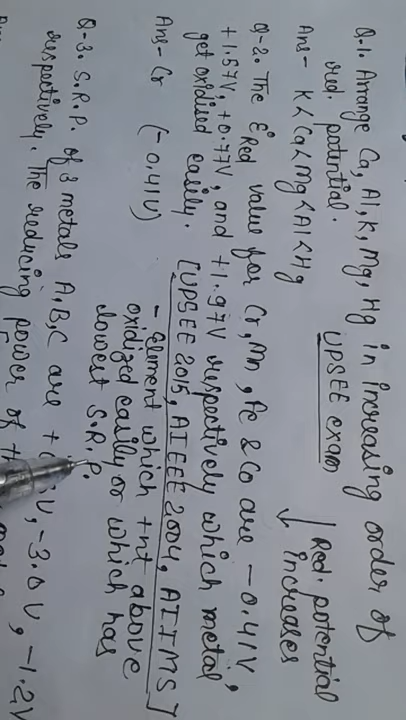 Q-1. Arrange Ca, Al, K, Mg, Hg in increasing order of
red. potential. UPSEE exam
Ans- K<Ca<Mg<Al<Hg
Red. potential
increases
Q-2. The E°Red value for Cr, Mn, Fe & Co are -0.41V,
+1.57V, +0.77V, and +1.97V respectively which metal
get oxidised easily. [UPSEE 2015, AIEEE 2004, AIIMS]
Ans- Cr (-0.41V)
- Element which +nt above
oxidized easily or which has
lowest S.R.P.
Q-3. S.R.P. of 3 metals A, B, C are V, -3.0V, -1.2V
respectively. The reducing power of